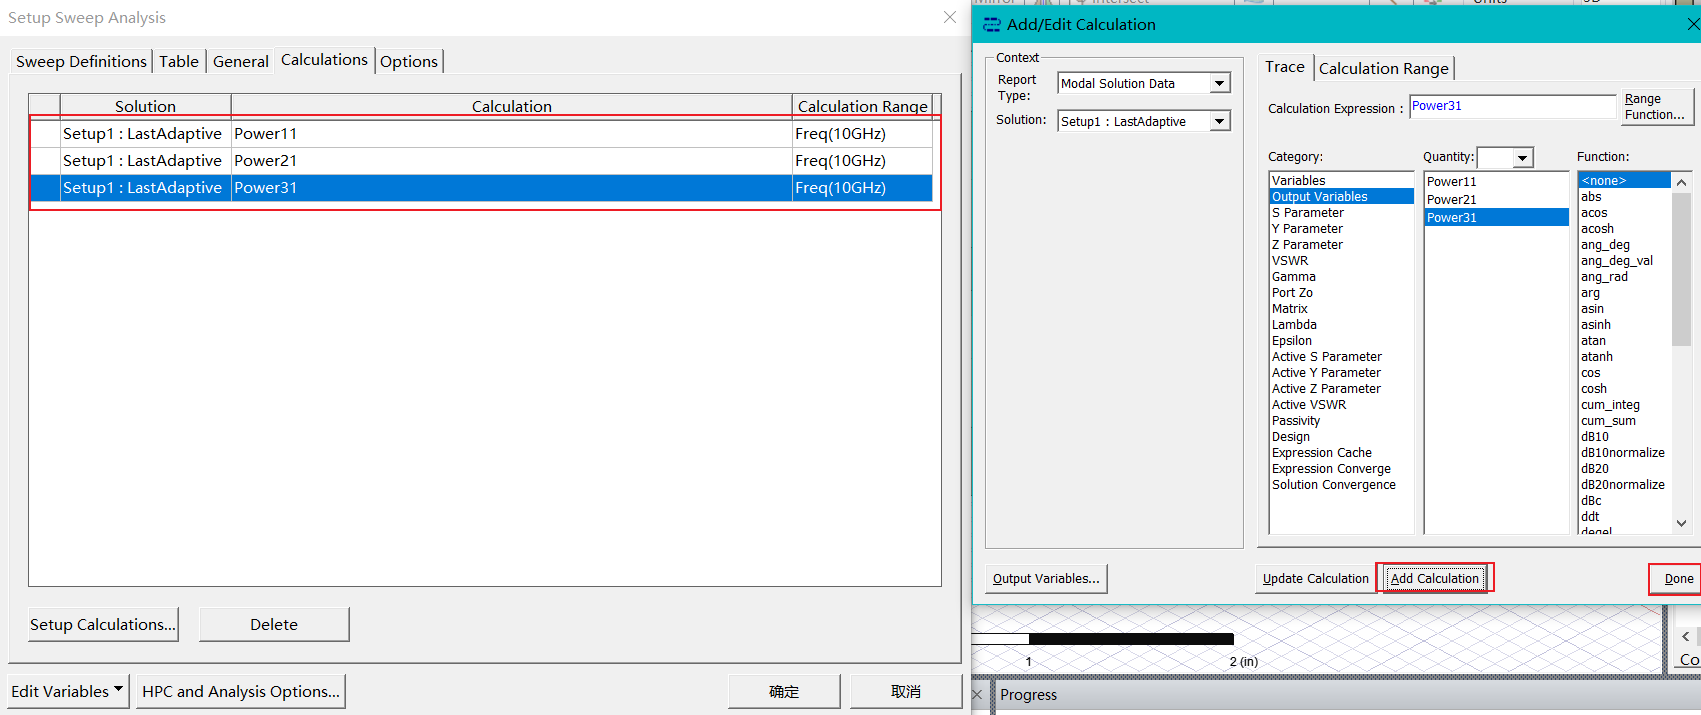 Setup Sweep Analysis
Sweep Definitions
Table
General
Calculations
Options
Solution
Calculation
Calculation Range
Setup1 : LastAdaptive
Power11
Freq(10GHz)
Setup1 : LastAdaptive
Power21
Freq(10GHz)
Setup1 : LastAdaptive
Power31
Freq(10GHz)
Setup Calculations...
Delete
Edit Variables
HPC and Analysis Options...
确定
取消
Add/Edit Calculation
Context
Report
Type:
Modal Solution Data
Solution:
Setup1 : LastAdaptive
Trace
Calculation Range
Calculation Expression :
Power31
Range
Function...
Category:
Variables
Output Variables
S Parameter
Y Parameter
Z Parameter
VSWR
Gamma
Port Zo
Matrix
Lambda
Epsilon
Active S Parameter
Active Y Parameter
Active Z Parameter
Active VSWR
Passivity
Design
Expression Cache
Expression Converge
Solution Convergence
Quantity:
Power11
Power21
Power31
Function:
<none>
abs
acos
acosh
ang_deg
ang_deg_val
ang_rad
arg
asin
asinh
atan
atanh
cos
cosh
cum_integ
cum_sum
dB10
dB10normalize
dB20
dB20normalize
dBc
ddt
degel
Output Variables...
Update Calculation
Add Calculation
Done
1
2 (in)
Co
Progress